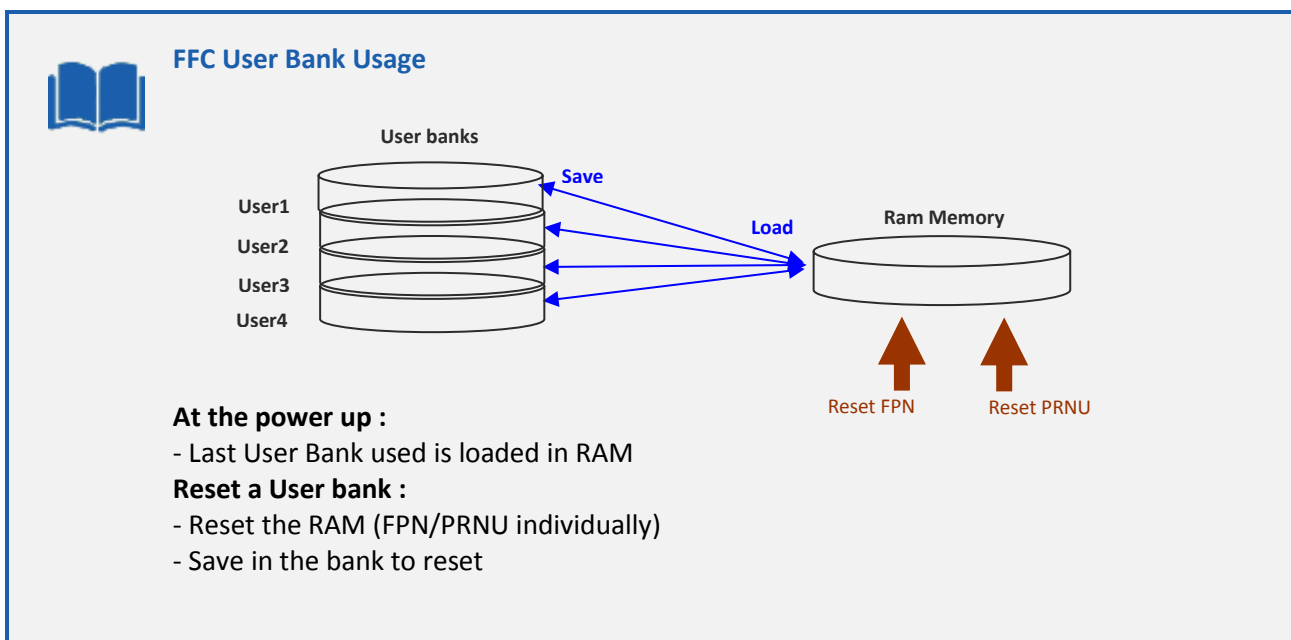 FFC User Bank Usage
User banks
Save
User1
Load
Ram Memory
User2
User3
User4
Reset FPN
Reset PRNU
At the power up :
- Last User Bank used is loaded in RAM
Reset a User bank :
- Reset the RAM (FPN/PRNU individually)
- Save in the bank to reset